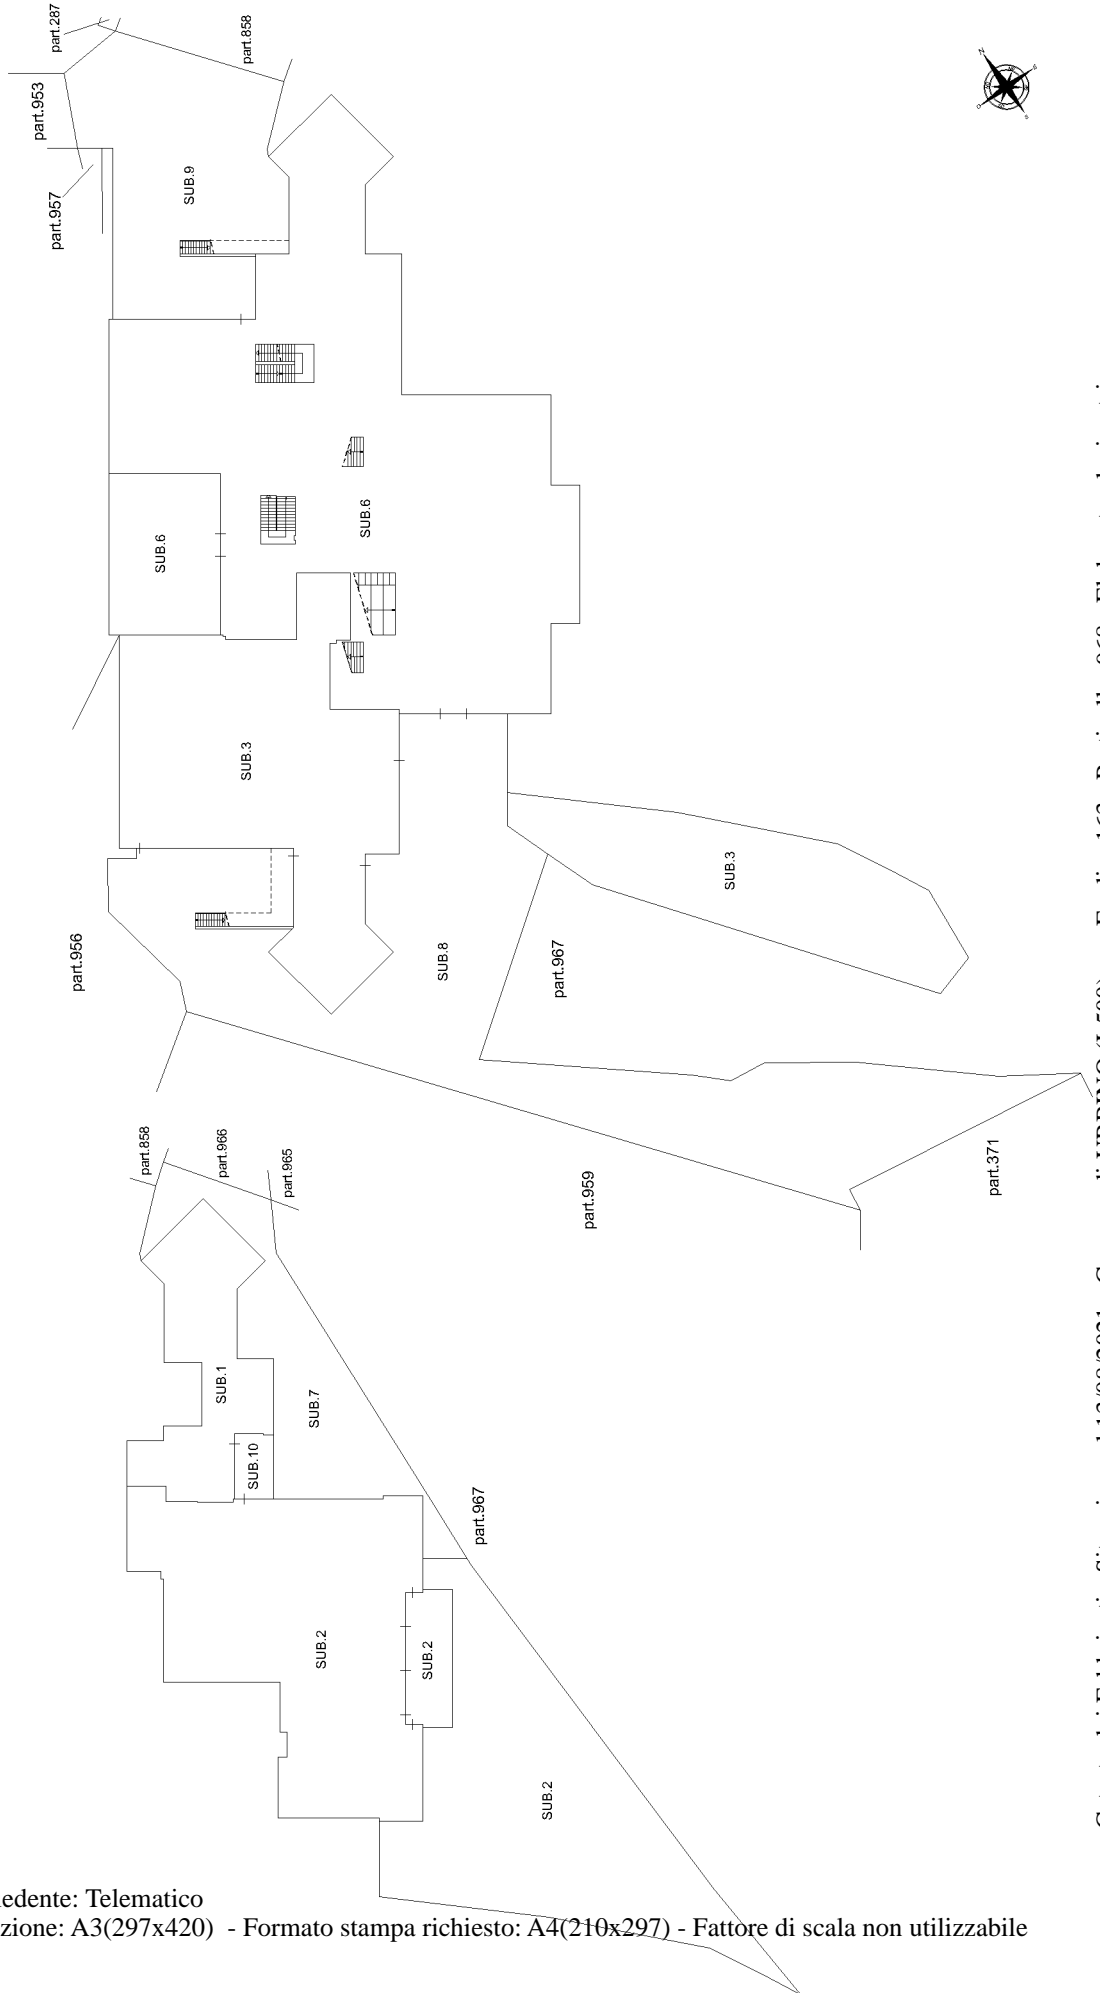 part.287
part.858
part.953
part.957
SUB.9
N
E
O
S
SUB.6
SUB.6
SUB.3
SUB.3
part.956
SUB.8
part.967
part.858
part.966
part.965
part.959
part.371
SUB.1
SUB.7
SUB.10
part.967
SUB.2
SUB.2
SUB.2
edente: Telematico
zione: A3(297x420) - Formato stampa richiesto: A4(210x297) - Fattore di scala non utilizzabile